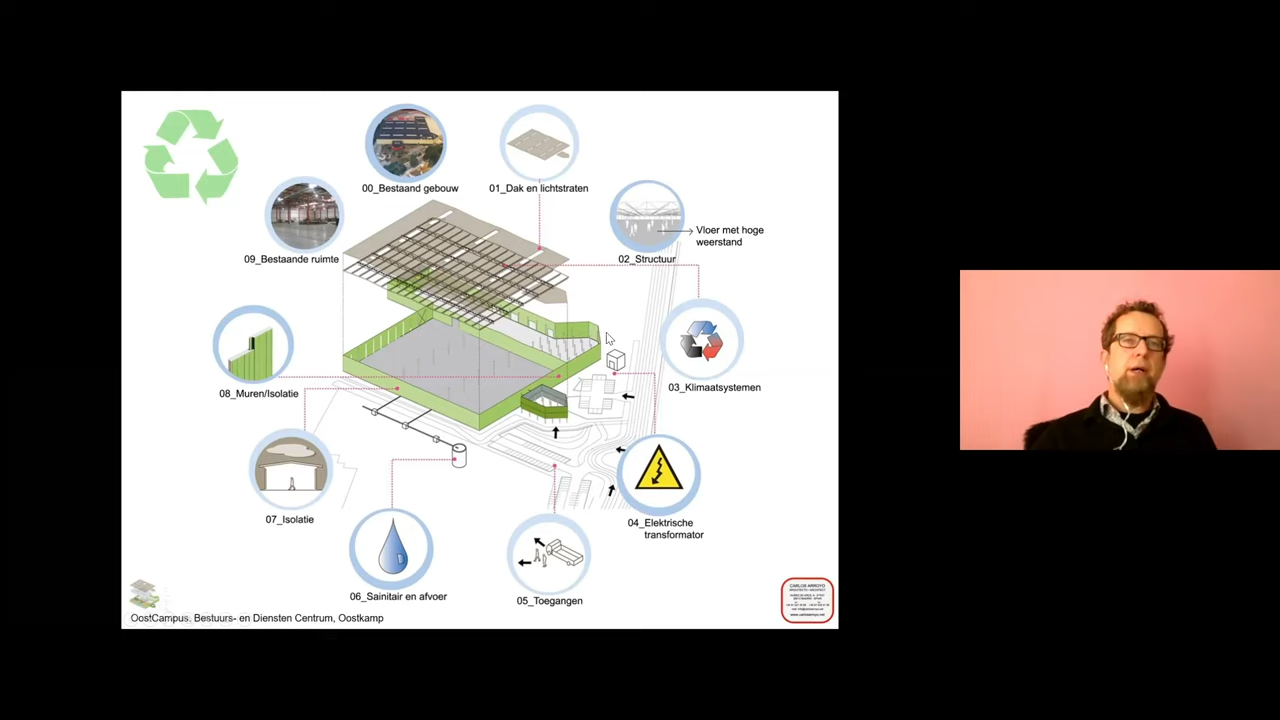 00_Bestaand gebouw
01_Dak en lichtstraten
Vloer met hoge
weerstand
02_Structuur
09_Bestaande ruimte
03_Klimaatsystemen
08_Muren/Isolatie
07_Isolatie
04_Elektrische
transformator
06_Sainitair en afvoer
05_Toegangen
CARLOS ARROYO
OostCampus. Bestuurs- en Diensten Centrum, Oostkamp